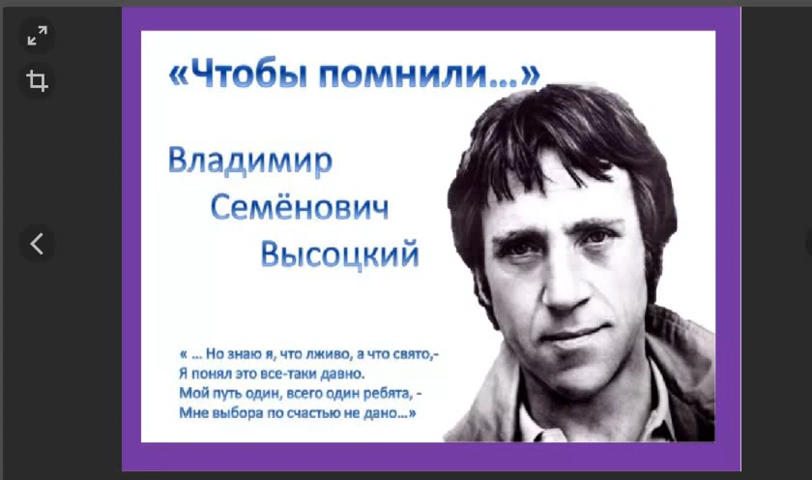 «Чтобы помнили...»
Владимир
Семёнович
Высоцкий
« ... Но знаю я, что лживо, а что свято,-
Я понял это все-таки давно.
Мой путь один, всего один ребята, -
Мне выбора по счастью не дано...»